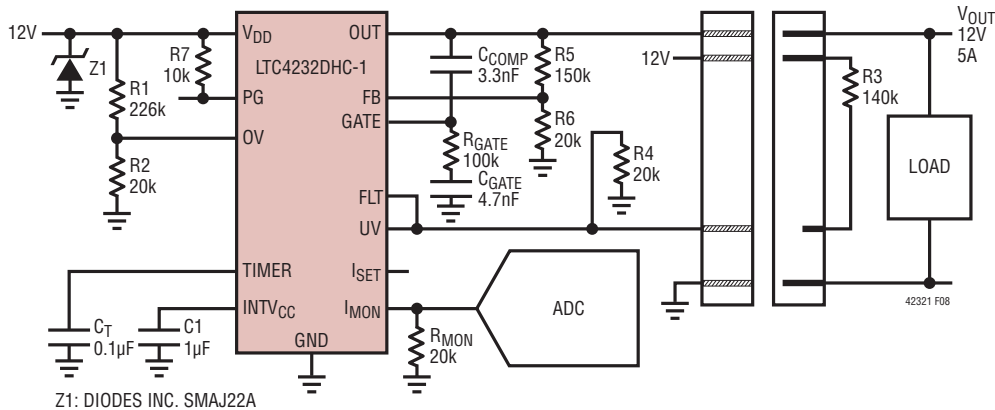 12V
Z1
R1
226k
R2
20k
R7
10k
VDD
PG
OV
TIMER
INTVCC
GND
LTC4232DHC-1
OUT
FB
GATE
FLT
UV
ISET
IMON
CCOMP
3.3nF
R5
150k
R6
20k
RGATE
100k
CGATE
4.7nF
R4
20k
12V
ADC
RMON
20k
CT
0.1µF
C1
1µF
R3
140k
LOAD
VOUT
12V
5A
42321 F08
Z1: DIODES INC. SMAJ22A